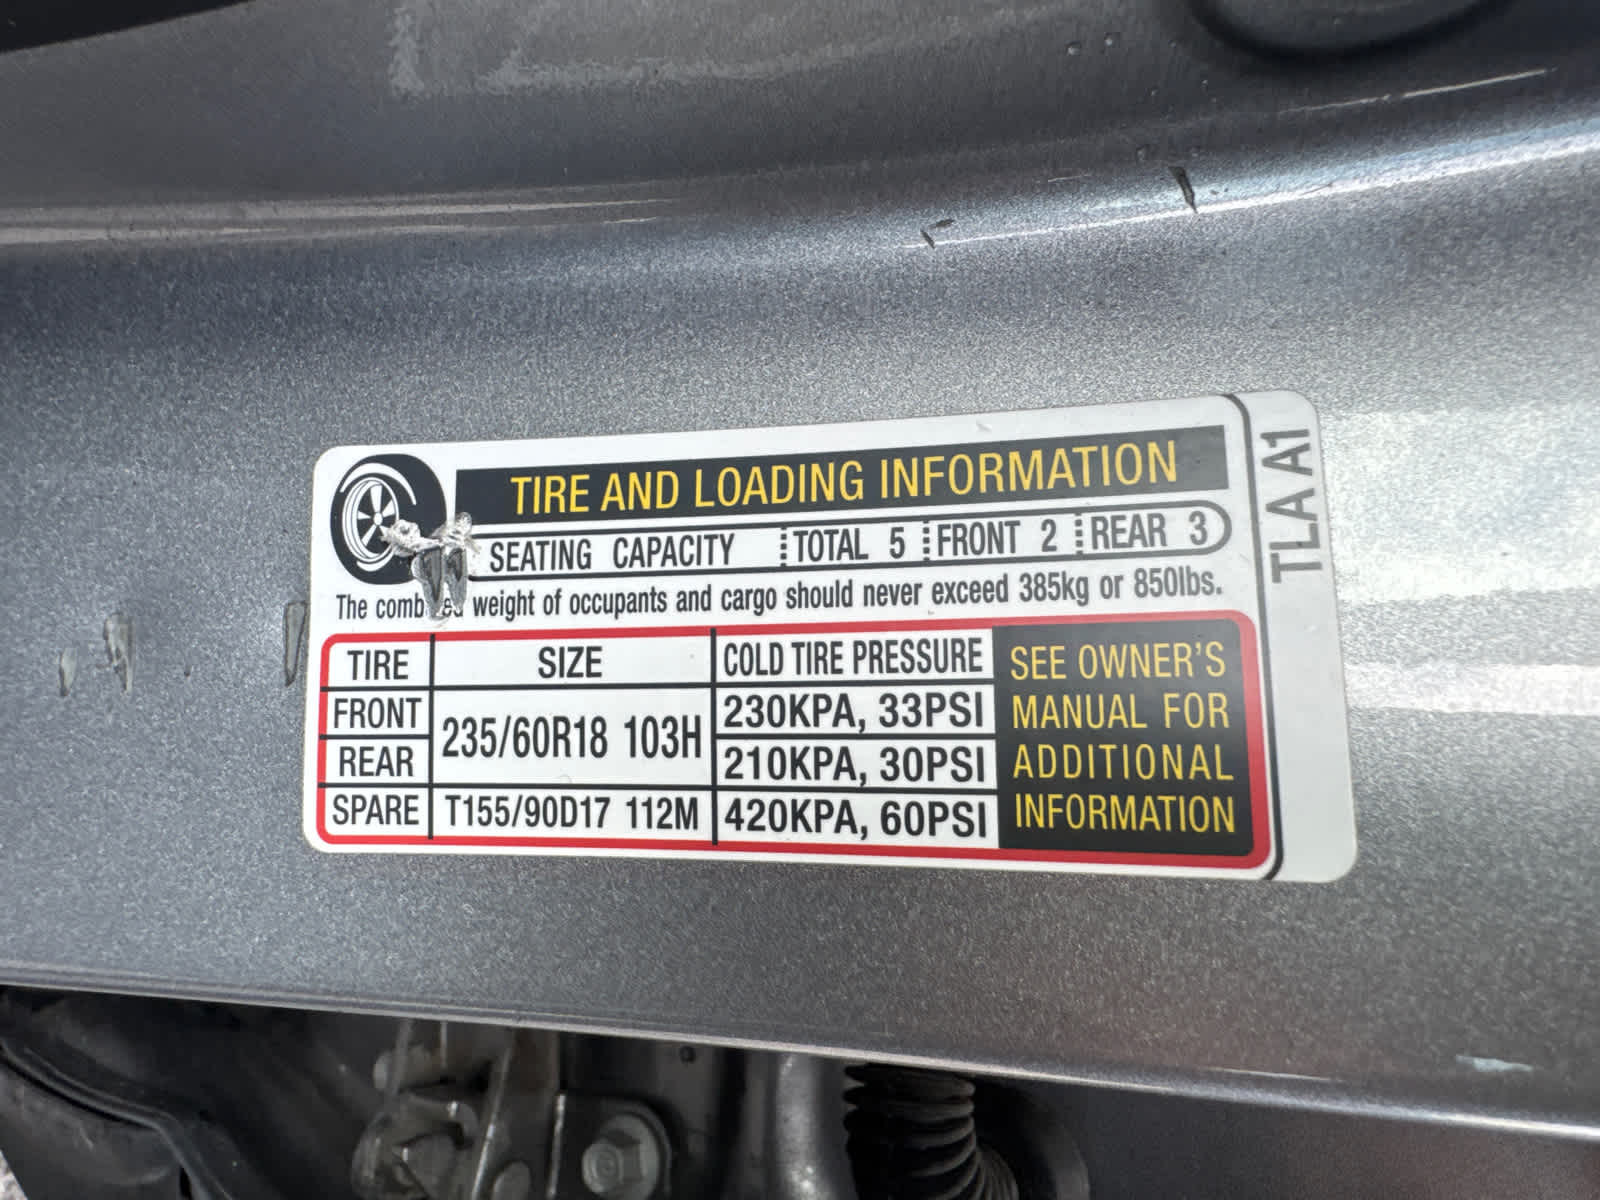 TIRE AND LOADING INFORMATION
SEATING CAPACITY TOTAL 5 FRONT 2 REAR 3
The weight of occupants and cargo should never exceed 385kg or 850lbs.
TIRE SIZE COLD TIRE PRESSURE
FRONT 235/60R18 103H 230KPA, 33PSI
REAR 210KPA, 30PSI
SPARE T155/90D17 112M 420KPA, 60PSI
SEE OWNER'S
MANUAL FOR
ADDITIONAL
INFORMATION
TLA A1